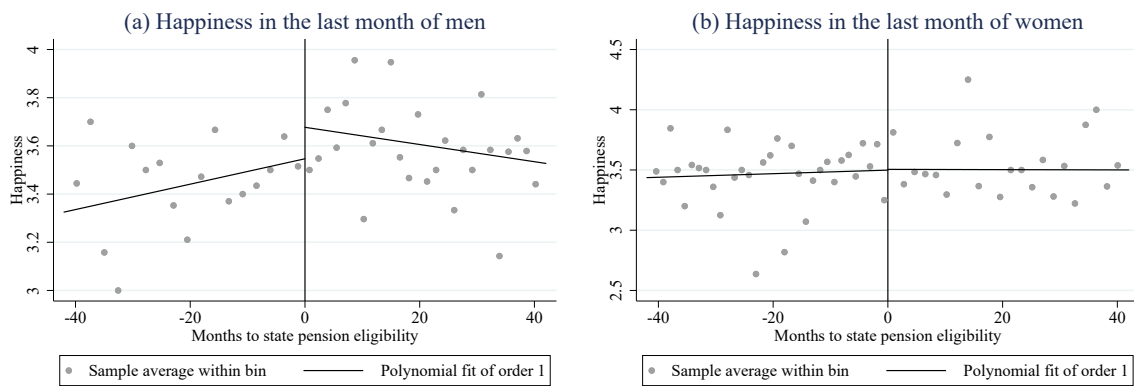 (a) Happiness in the last month of men
4
3.8
3.6
3.4
3.2
3
Happiness
-40 -20 0 20 40
Months to state pension eligibility
Sample average within bin Polynomial fit of order 1
(b) Happiness in the last month of women
4.5
4
3.5
3
2.5
Happiness
-40 -20 0 20 40
Months to state pension eligibility
Sample average within bin Polynomial fit of order 1